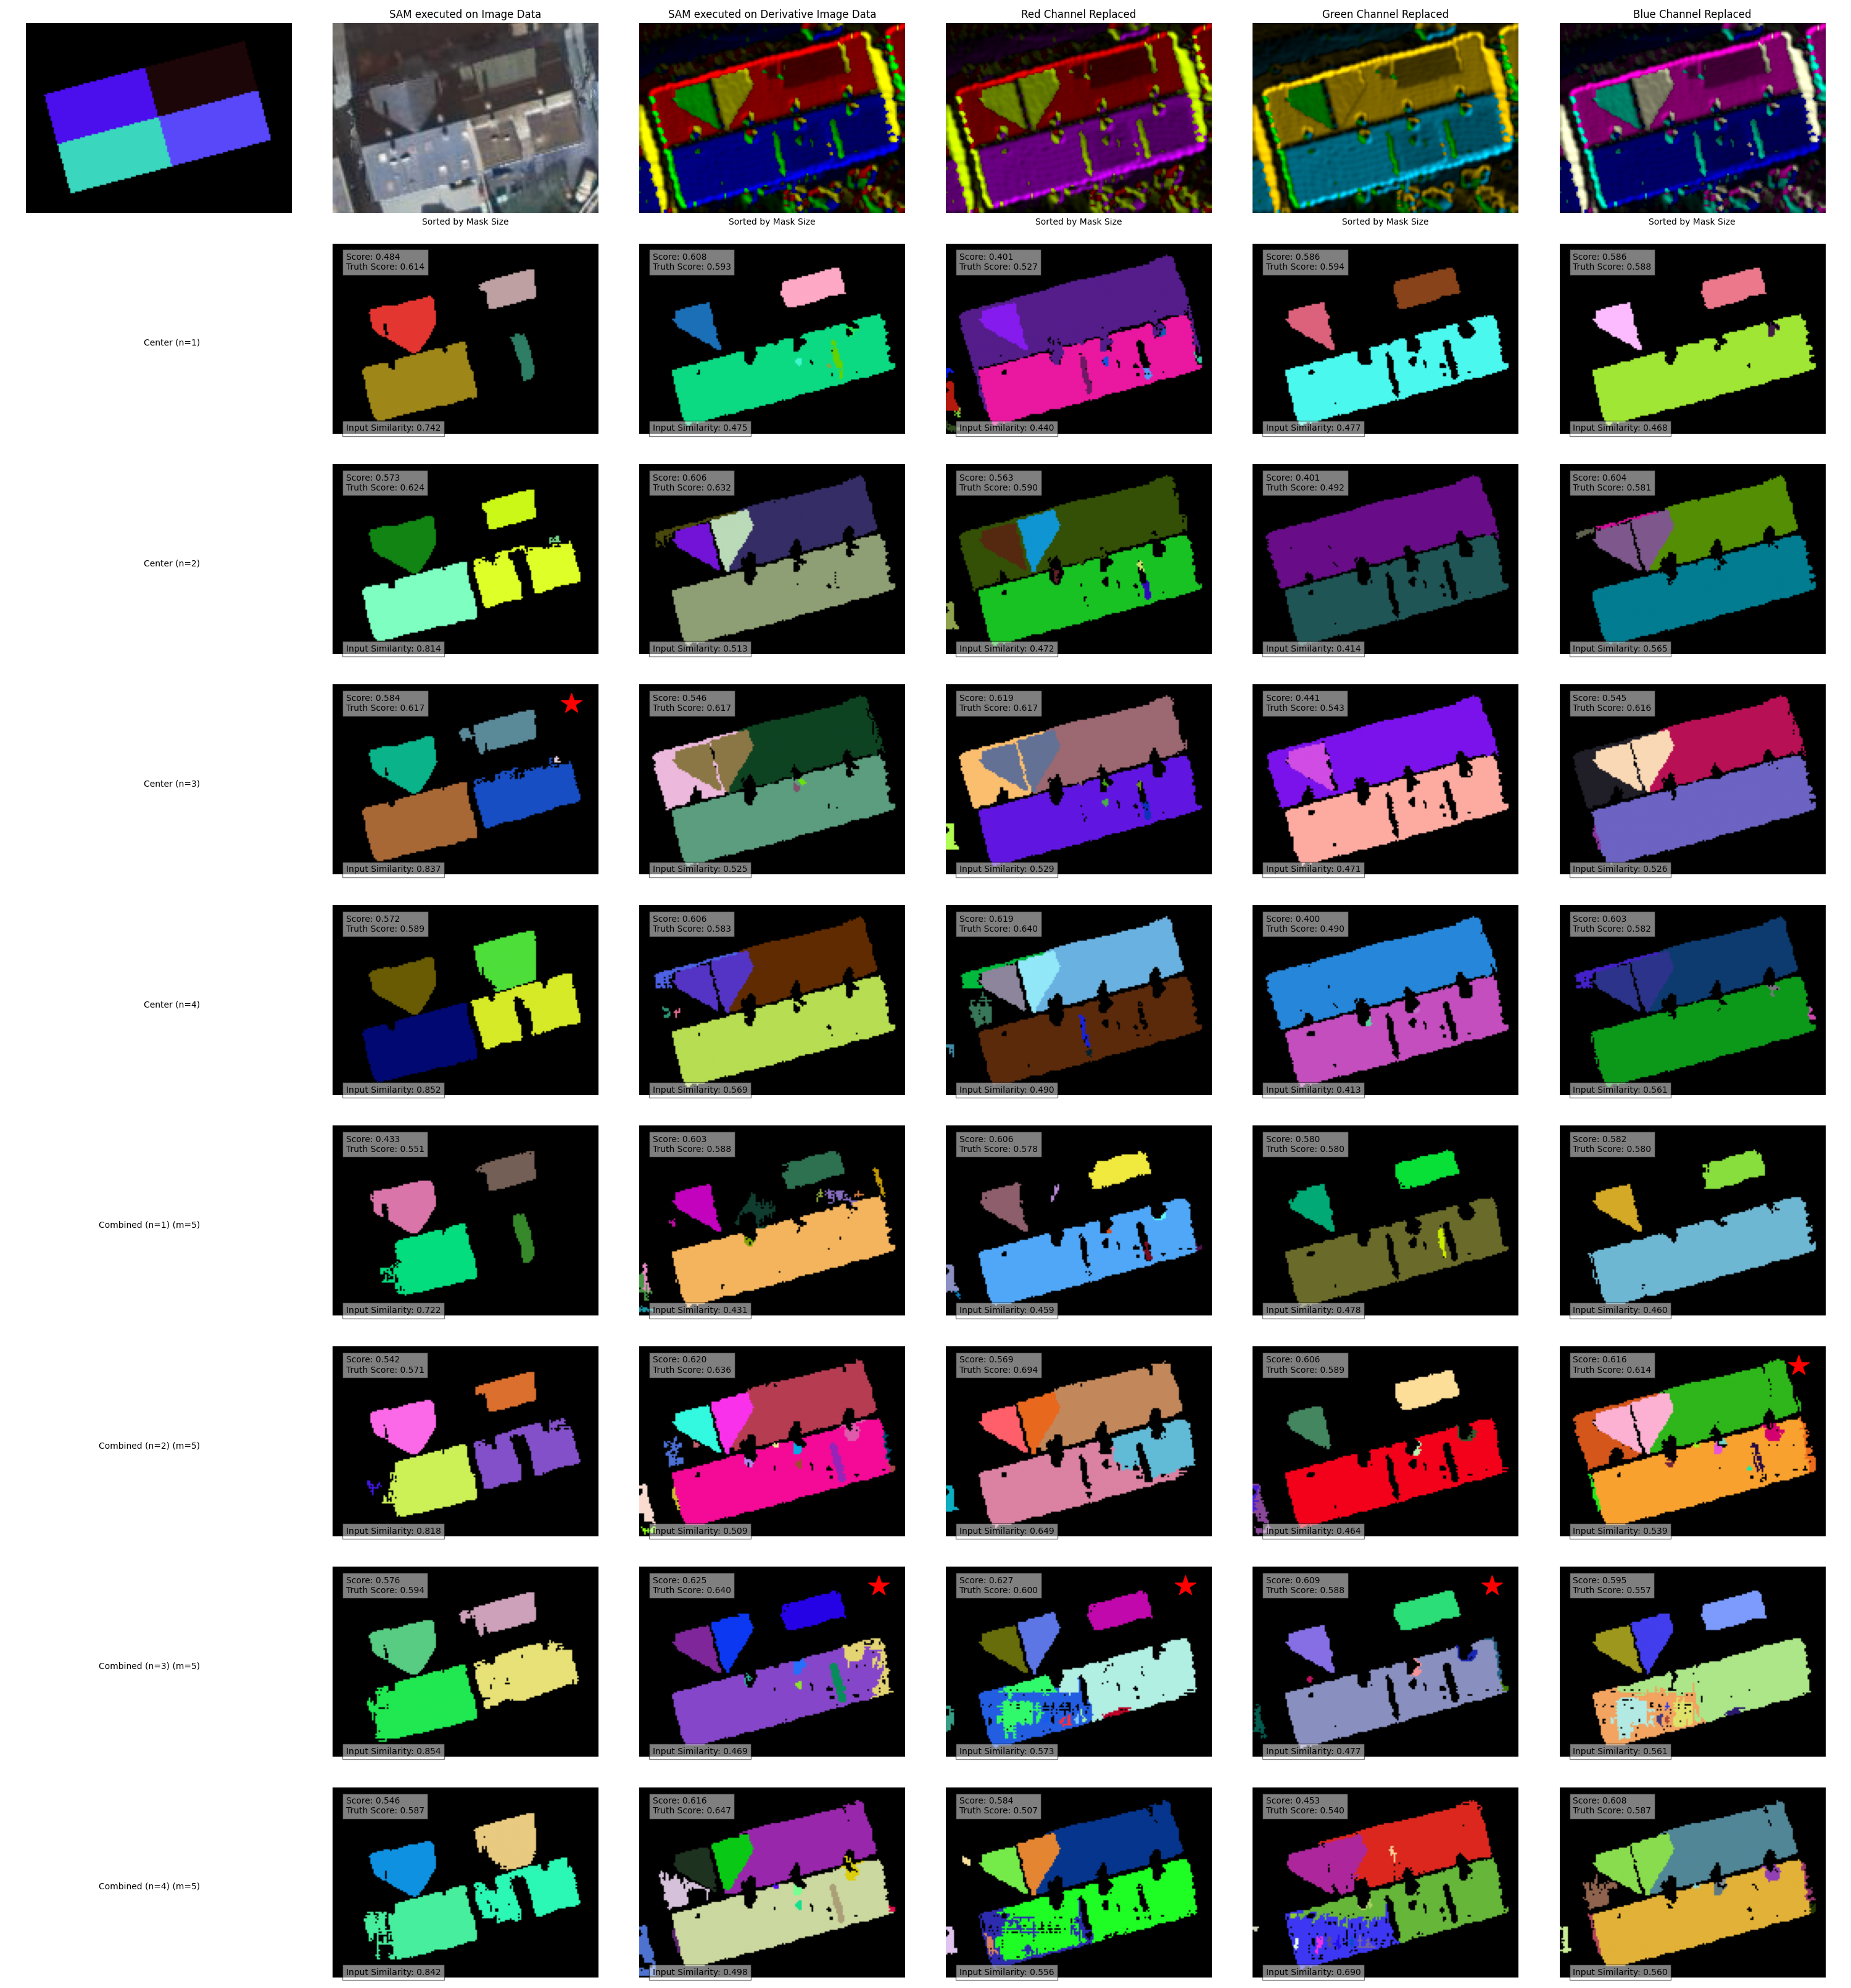 SAM executed on Image Data
SAM executed on Derivative Image Data
Red Channel Replaced
Green Channel Replaced
Blue Channel Replaced
Sorted by Mask Size
Sorted by Mask Size
Sorted by Mask Size
Sorted by Mask Size
Sorted by Mask Size
Center (n=1)
Score: 0.484
Truth Score: 0.614
Input Similarity: 0.742
Score: 0.608
Truth Score: 0.593
Input Similarity: 0.475
Score: 0.401
Truth Score: 0.527
Input Similarity: 0.440
Score: 0.586
Truth Score: 0.594
Input Similarity: 0.477
Score: 0.586
Truth Score: 0.588
Input Similarity: 0.468
Center (n=2)
Score: 0.573
Truth Score: 0.624
Input Similarity: 0.814
Score: 0.606
Truth Score: 0.632
Input Similarity: 0.513
Score: 0.563
Truth Score: 0.590
Input Similarity: 0.472
Score: 0.401
Truth Score: 0.492
Input Similarity: 0.414
Score: 0.604
Truth Score: 0.581
Input Similarity: 0.565
Center (n=3)
Score: 0.584
Truth Score: 0.617
Input Similarity: 0.837
Score: 0.546
Truth Score: 0.617
Input Similarity: 0.525
Score: 0.619
Truth Score: 0.617
Input Similarity: 0.529
Score: 0.441
Truth Score: 0.543
Input Similarity: 0.471
Score: 0.545
Truth Score: 0.616
Input Similarity: 0.526
Center (n=4)
Score: 0.572
Truth Score: 0.589
Input Similarity: 0.852
Score: 0.606
Truth Score: 0.583
Input Similarity: 0.569
Score: 0.619
Truth Score: 0.640
Input Similarity: 0.490
Score: 0.400
Truth Score: 0.490
Input Similarity: 0.413
Score: 0.603
Truth Score: 0.582
Input Similarity: 0.561
Combined (n=1) (m=5)
Score: 0.433
Truth Score: 0.551
Input Similarity: 0.722
Score: 0.603
Truth Score: 0.588
Input Similarity: 0.431
Score: 0.606
Truth Score: 0.578
Input Similarity: 0.459
Score: 0.580
Truth Score: 0.580
Input Similarity: 0.478
Score: 0.582
Truth Score: 0.580
Input Similarity: 0.460
Combined (n=2) (m=5)
Score: 0.542
Truth Score: 0.571
Input Similarity: 0.818
Score: 0.620
Truth Score: 0.636
Input Similarity: 0.509
Score: 0.569
Truth Score: 0.694
Input Similarity: 0.649
Score: 0.606
Truth Score: 0.589
Input Similarity: 0.464
Score: 0.616
Truth Score: 0.614
Input Similarity: 0.539
Combined (n=3) (m=5)
Score: 0.576
Truth Score: 0.594
Input Similarity: 0.854
Score: 0.625
Truth Score: 0.640
Input Similarity: 0.469
Score: 0.627
Truth Score: 0.600
Input Similarity: 0.573
Score: 0.609
Truth Score: 0.588
Input Similarity: 0.477
Score: 0.595
Truth Score: 0.557
Input Similarity: 0.561
Combined (n=4) (m=5)
Score: 0.546
Truth Score: 0.587
Input Similarity: 0.842
Score: 0.616
Truth Score: 0.647
Input Similarity: 0.498
Score: 0.584
Truth Score: 0.507
Input Similarity: 0.556
Score: 0.453
Truth Score: 0.540
Input Similarity: 0.690
Score: 0.608
Truth Score: 0.587
Input Similarity: 0.560